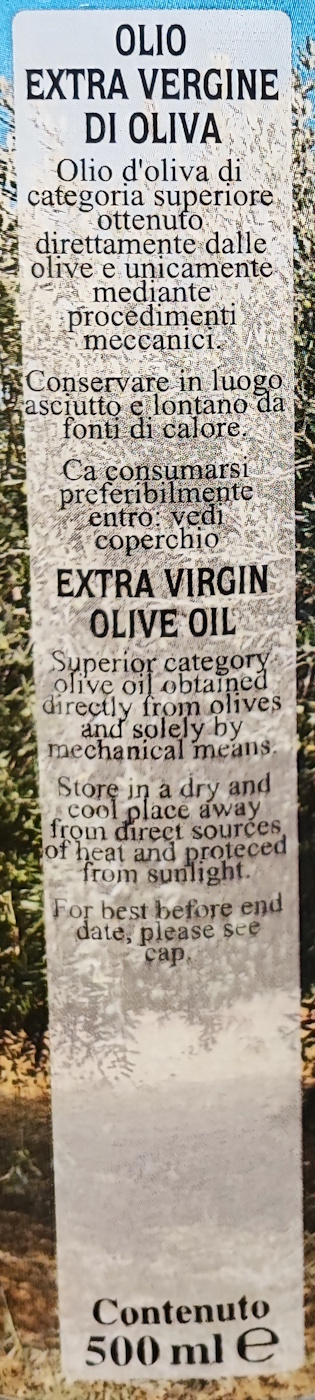 OLIO
EXTRA VERGINE
DI OLIVA
Olio d'oliva di
categoria superiore
ottenuto
direttamente dalle
olive e unicamente
mediante
procedimenti
meccanici.
Conservare in luogo
asciutto e lontano da
fonti di calore.
Ca consumarsi
preferibilmente
entro: vedi
coperchio
EXTRA VIRGIN
OLIVE OIL
Superior category
olive oil obtained
directly from olives
and solely by
mechanical means.
Store in a dry and
cool place away
from direct sources
of heat and proteced
from sunlight.
For best before end
date, please see
cap.
Contenuto
500 ml ℮